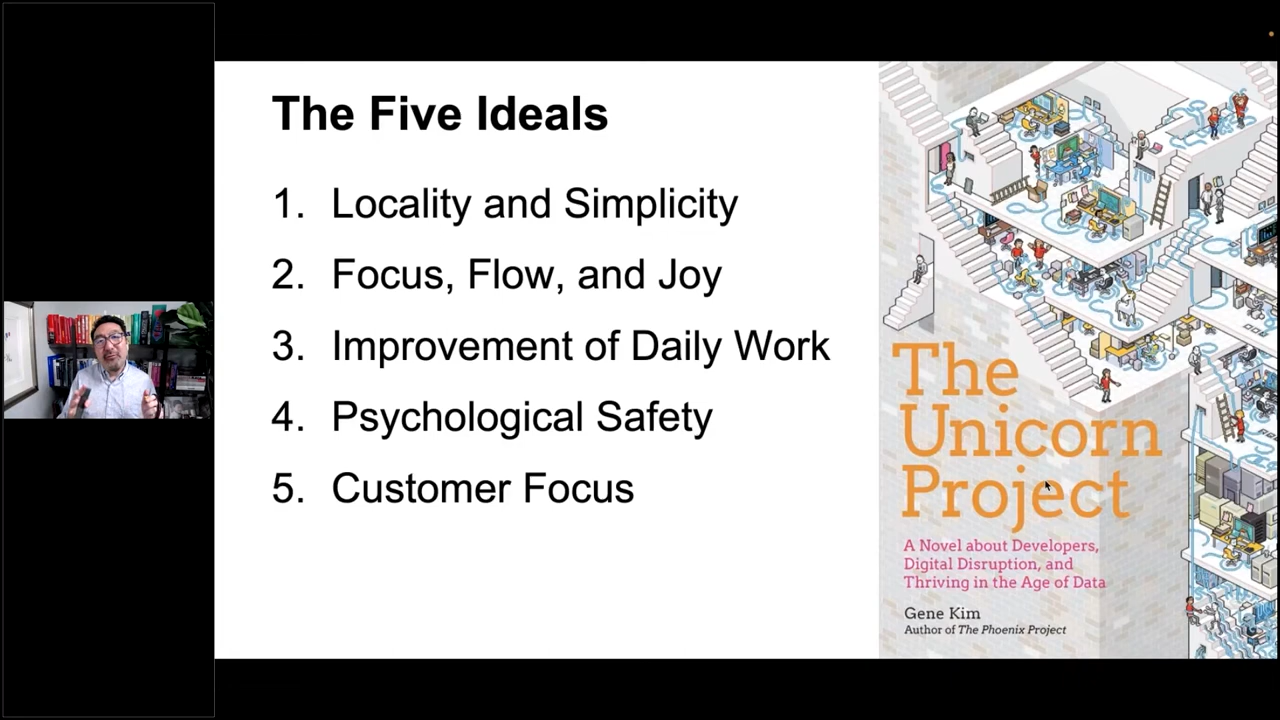 The Five Ideals
1. Locality and Simplicity
2. Focus, Flow, and Joy
3. Improvement of Daily Work
4. Psychological Safety
5. Customer Focus
The
Unicorn
Project
A Novel about Developers,
Digital Disruption, and
Thriving in the Age of Data
Gene Kim
Author of The Phoenix Project